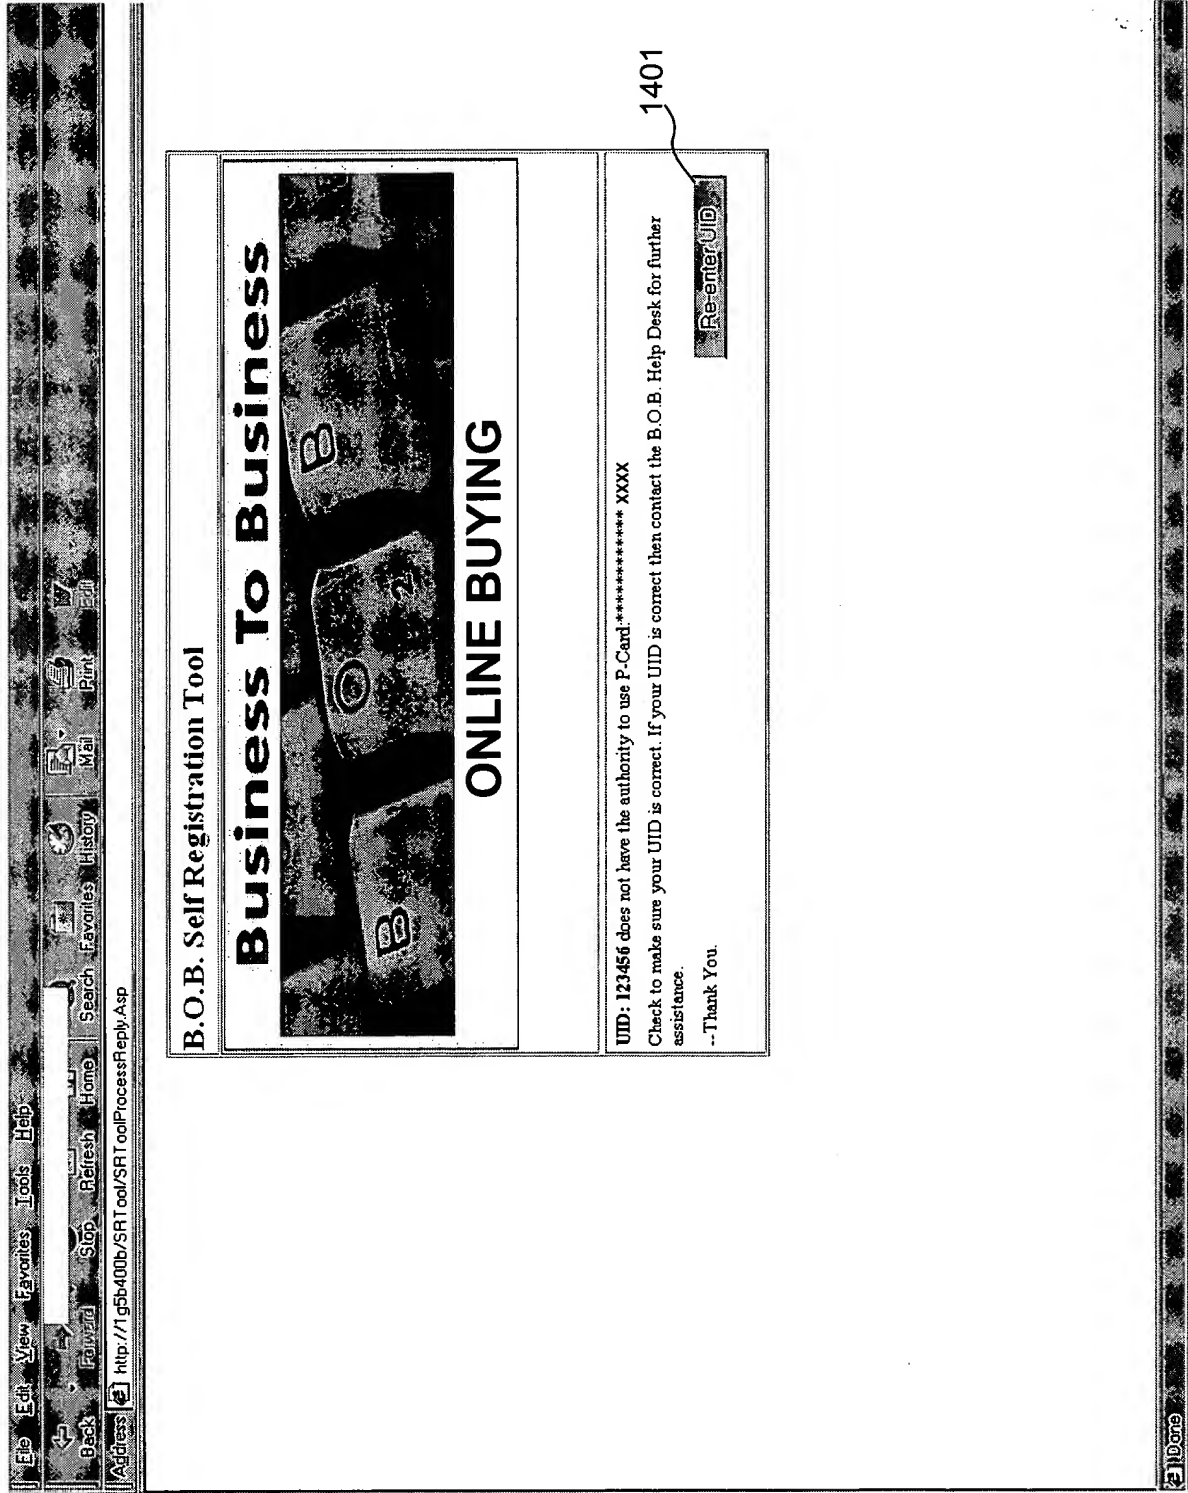 File Edit View Favorites Tools Help
Back Forward Stop Refresh Home Search Favorites History Mail Print Edit
Address http://1g5b400b/SRTool/SRToolProcessReply.Asp
B.O.B. Self Registration Tool
Business To Business
B O B
2
ONLINE BUYING
UID: 123456 does not have the authority to use P-Card:************ XXXX
Check to make sure your UID is correct. If your UID is correct then contact the B.O.B. Help Desk for further
assistance.
--Thank You.
Re-enter UID
1401
Done